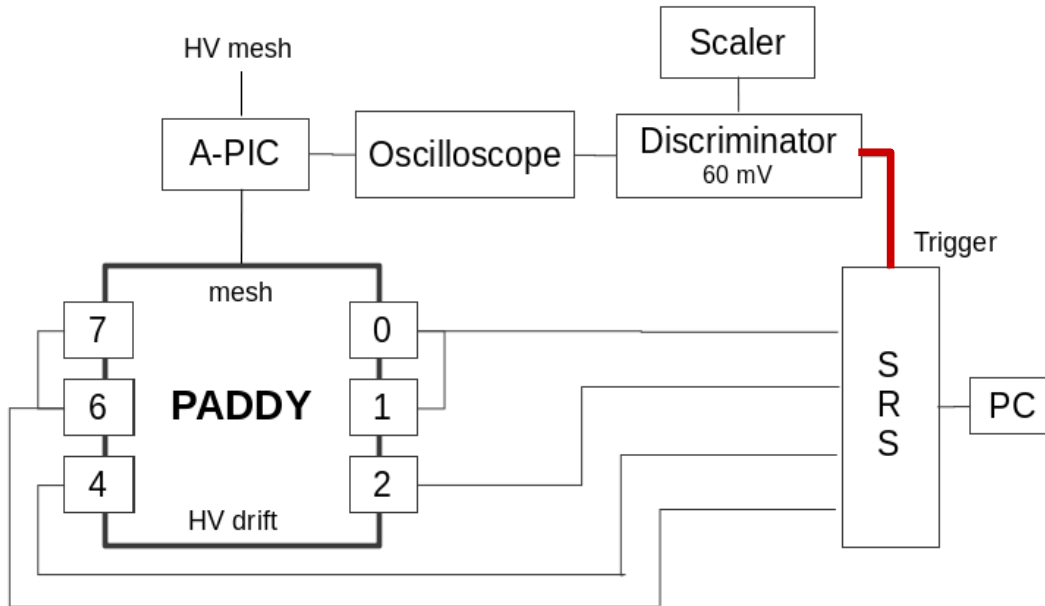 Scaler
HV mesh
A-PIC
Oscilloscope
Discriminator
60 mV
Trigger
mesh
7
0
6
PADDY
1
4
2
HV drift
S
R
S
PC